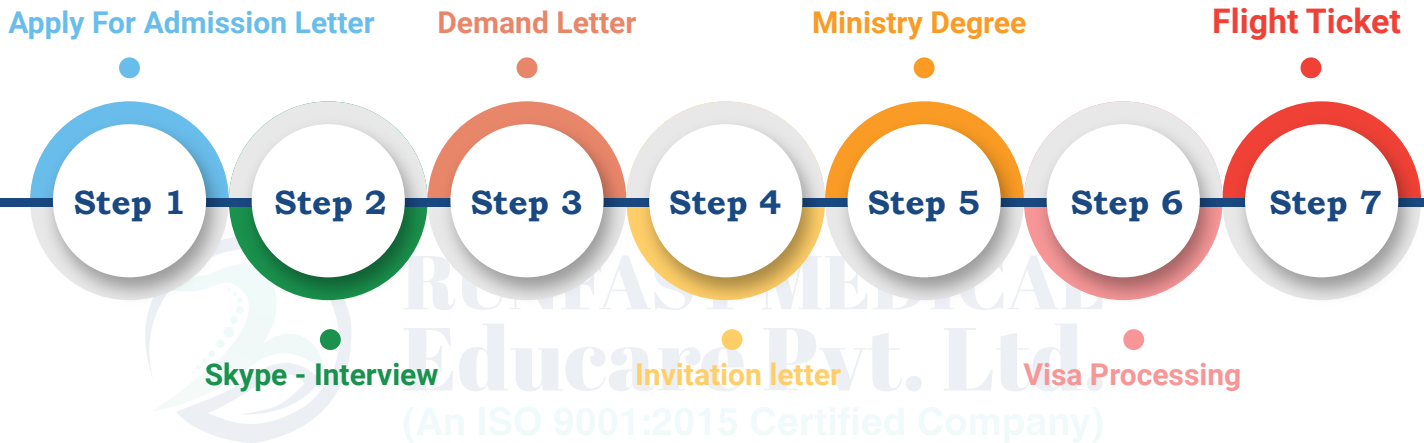 Apply For Admission Letter
Demand Letter
Ministry Degree
Flight Ticket
Step 1
Step 2
Step 3
Step 4
Step 5
Step 6
Step 7
RUNFAST MEDICAL
Educare Pvt. Ltd.
Skype - Interview
Invitation letter
Visa Processing
(An ISO 9001:2015 Certified Company)